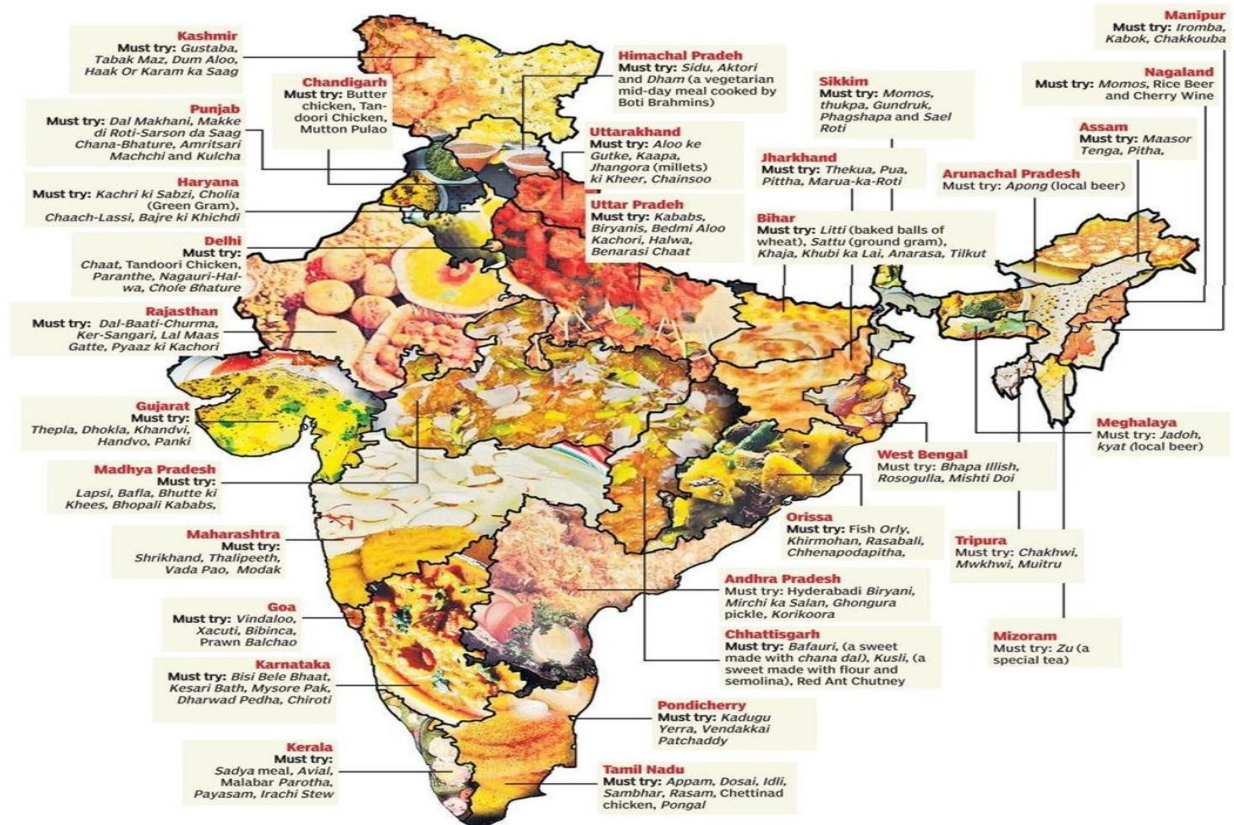 Kashmir
Must try: Gustaba,
Tabak Maz, Dum Aloo,
Haak Or Karam ka Saag
Chandigarh
Must try: Butter
chicken, Tan-
doori Chicken,
Mutton Pulao
Himachal Pradeh
Must try: Sidu, Aktori
and Dham (a vegetarian
mid-day meal cooked by
Boti Brahmins)
Sikkim
Must try: Momos,
thukpa, Gundruk,
Phagshapa and Sael
Roti
Manipur
Must try: Iromba,
Kabok, Chakkouba
Nagaland
Must try: Momos, Rice Beer
and Cherry Wine
Assam
Must try: Maasor
Tenga, Pitha,
Punjab
Must try: Dal Makhani, Makke
di Roti-Sarson da Saag
Chana-Bhature, Amritsari
Machchi and Kulcha
Uttarakhand
Must try: Aloo ke
Gutke, Kaapa,
Jhangora (millets)
ki Kheer, Chainsoo
Jharkhand
Must try: Thekua, Pua,
Pittha, Marua-ka-Roti
Arunachal Pradesh
Must try: Apong (local beer)
Haryana
Must try: Kachri ki Sabzi, Cholia
(Green Gram),
Chaach-Lassi, Bajre ki Khichdi
Uttar Pradeh
Must try: Kababs,
Biryanis, Bedmi Aloo
Kachori, Halwa,
Benarasi Chaat
Bihar
Must try: Litti (baked balls of
wheat), Sattu (ground gram),
Khaja, Khubi ka Lai, Anarasa, Tilkut
Delhi
Must try:
Chaat, Tandoori Chicken,
Paranthe, Nagauri-Hal-
wa, Chole Bhature
Rajasthan
Must try: Dal-Baati-Churma,
Ker-Sangari, Lal Maas
Gatte, Pyaaz ki Kachori
Gujarat
Must try:
Thepla, Dhokla, Khandvi,
Handvo, Panki
Meghalaya
Must try: Jadoh,
kyat (local beer)
Madhya Pradesh
Must try:
Lapsi, Bafla, Bhutte ki
Khees, Bhopali Kababs,
West Bengal
Must try: Bhapa Illish,
Rosogulla, Mishti Doi
Maharashtra
Must try:
Shrikhand, Thalipeeth,
Vada Pao, Modak
Orissa
Must try: Fish Orly,
Khirmohan, Rasabali,
Chhenapodapitha,
Tripura
Must try: Chakhwi,
Mwkhwi, Muitru
Andhra Pradesh
Must try: Hyderabadi Biryani,
Mirchi ka Salan, Ghongura
pickle, Korikoora
Goa
Must try: Vindaloo,
Xacuti, Bibinca,
Prawn Balchao
Chhattisgarh
Must try: Bafauri, (a sweet
made with chana dal), Kusli, (a
sweet made with flour and
semolina), Red Ant Chutney
Mizoram
Must try: Zu (a
special tea)
Karnataka
Must try: Bisi Bele Bhaat,
Kesari Bath, Mysore Pak,
Dharwad Pedha, Chiroti
Pondicherry
Must try: Kadugu
Yerra, Vendakkai
Patchaddy
Kerala
Must try:
Sadya meal, Avial,
Malabar Parotha,
Payasam, Irachi Stew
Tamil Nadu
Must try: Appam, Dosai, Idli,
Sambhar, Rasam, Chettinad
chicken, Pongal